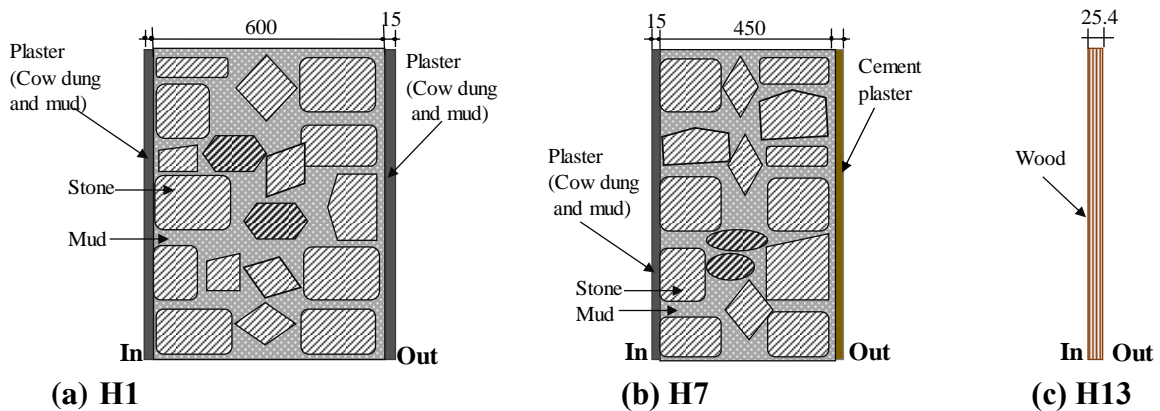 600
15
Plaster
(Cow dung
and mud)
Plaster
(Cow dung
and mud)
Stone
Mud
In
Out
(a) H1
15
450
Cement
plaster
Plaster
(Cow dung
and mud)
Stone
Mud
In
Out
(b) H7
25.4
Wood
In
Out
(c) H13